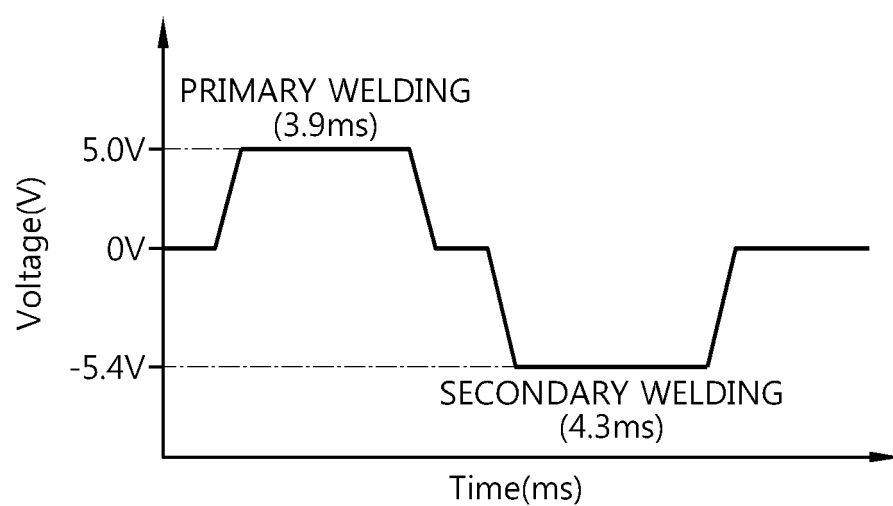 PRIMARY WELDING
(3.9ms)
5.0V
Voltage(V)
0V
-5.4V
SECONDARY WELDING
(4.3ms)
Time(ms)